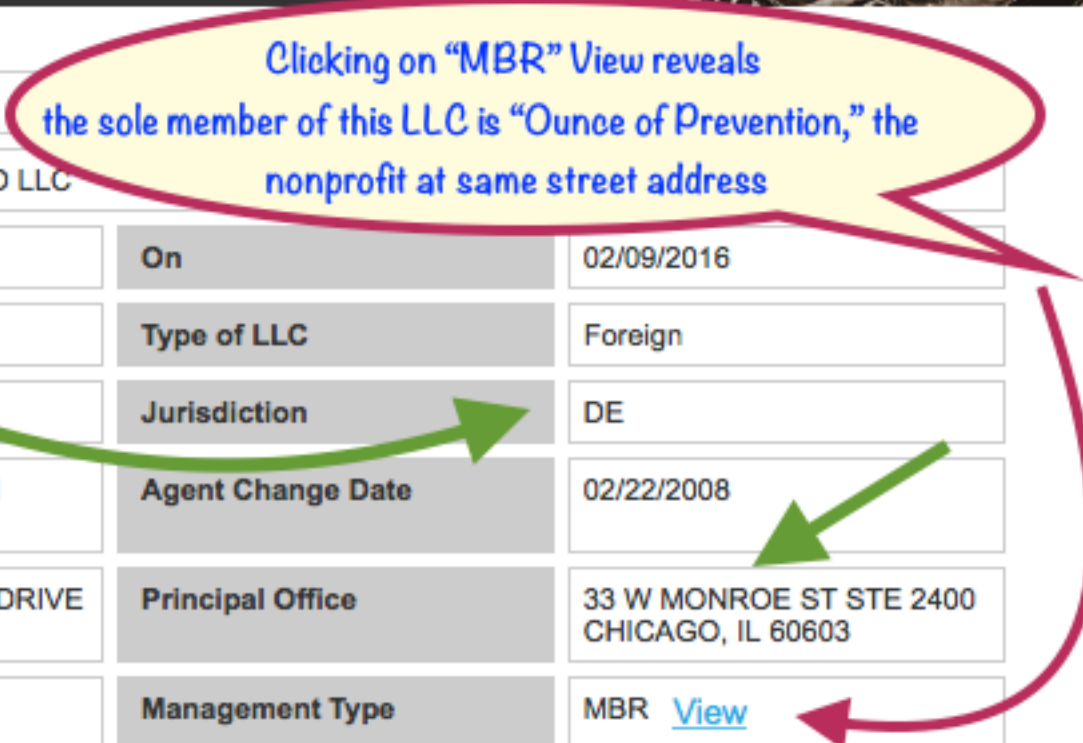 Clicking on “MBR” View reveals
the sole member of this LLC is “Ounce of Prevention,” the
nonprofit at same street address
LLC
On 02/09/2016
Type of LLC Foreign
Jurisdiction DE
Agent Change Date 02/22/2008
DRIVE Principal Office 33 W MONROE ST STE 2400
CHICAGO, IL 60603
Management Type MBR View